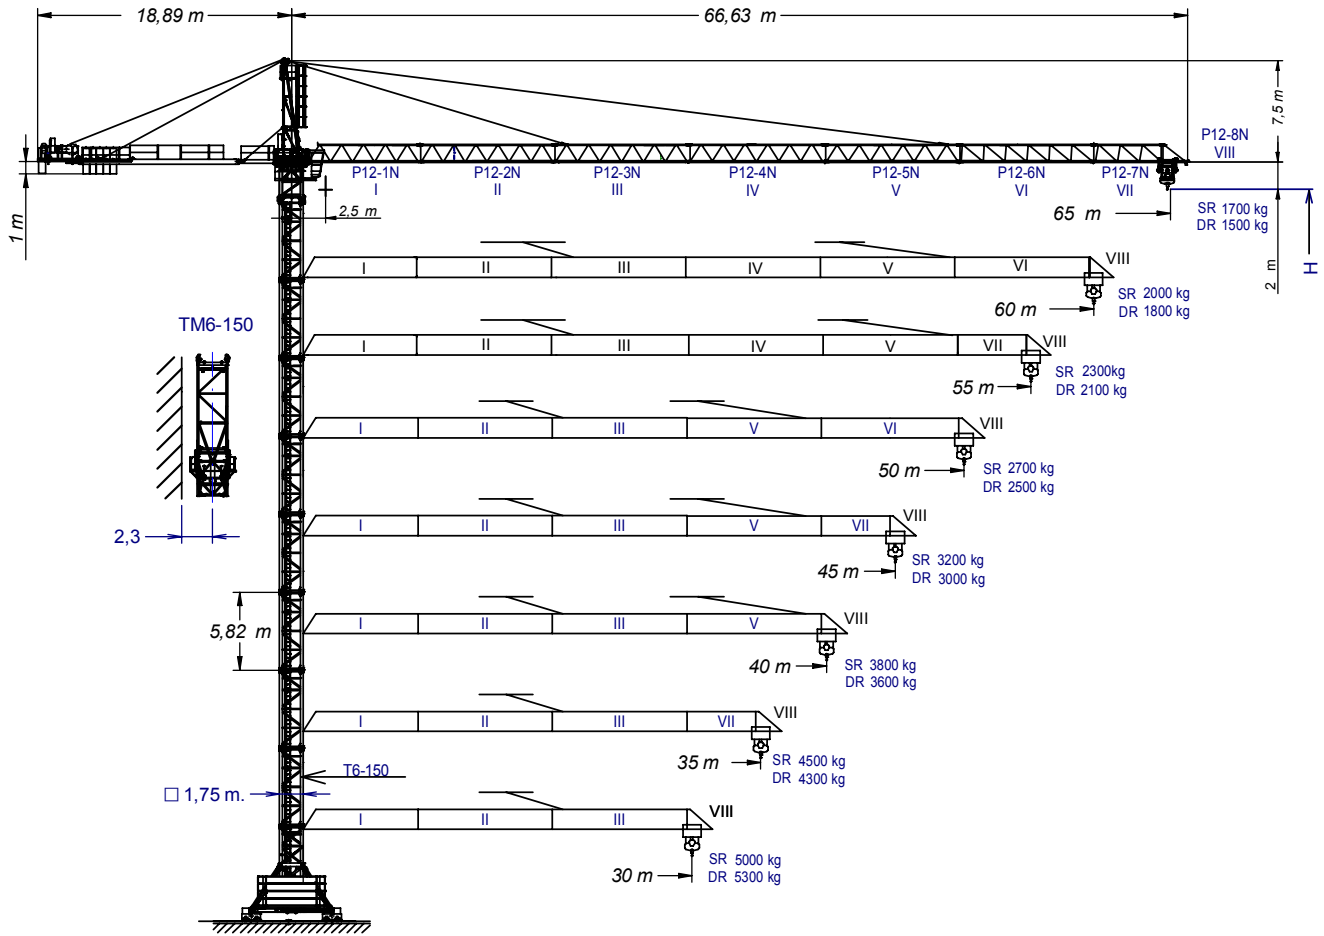 18,89 m
66,63 m
7,5 m
P12-8N
VIII
P12-1N
I
P12-2N
II
P12-3N
III
P12-4N
IV
P12-5N
V
P12-6N
VI
P12-7N
VII
1 m
2,5 m
65 m
SR 1700 kg
DR 1500 kg
2 m
H
I II III IV V VI VIII
60 m
SR 2000 kg
DR 1800 kg
TM6-150
I II III IV V VII VIII
55 m
SR 2300kg
DR 2100 kg
I II III V VI VIII
50 m
SR 2700 kg
DR 2500 kg
2,3
I II III V VII VIII
45 m
SR 3200 kg
DR 3000 kg
5,82 m
I II III V VIII
40 m
SR 3800 kg
DR 3600 kg
I II III VII VIII
35 m
SR 4500 kg
DR 4300 kg
T6-150
□ 1,75 m.
I II III VIII
30 m
SR 5000 kg
DR 5300 kg